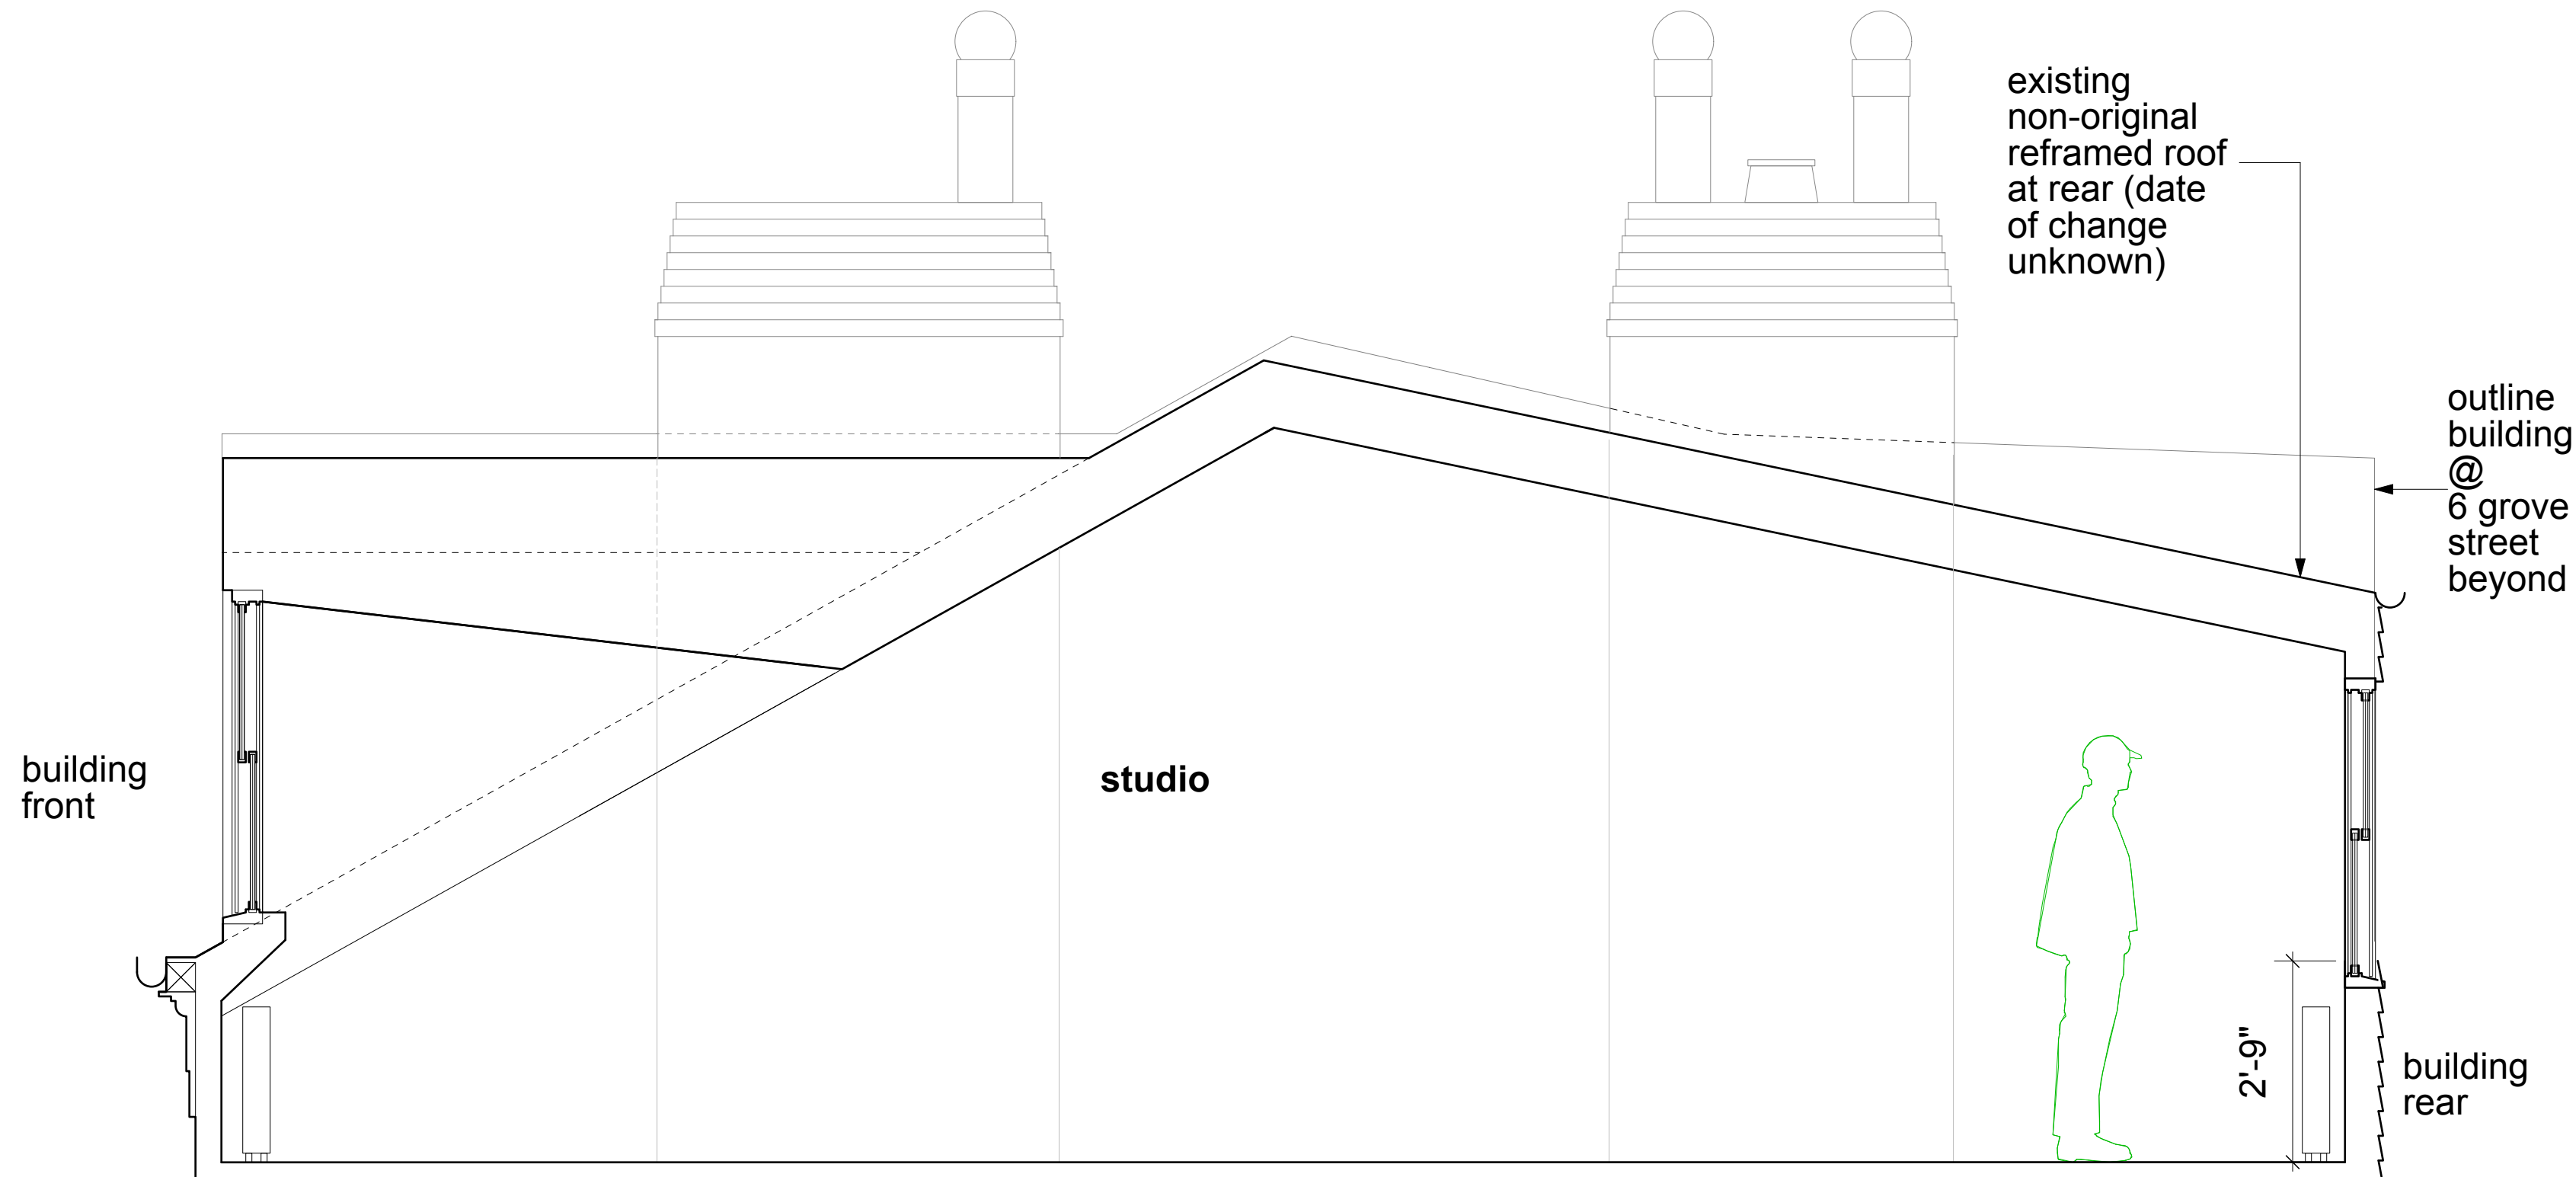 existing
non-original
reframed roof
at rear (date
of change
unknown)
outline
building
@
6 grove
street
beyond
building
front
studio
2'-9"
building
rear